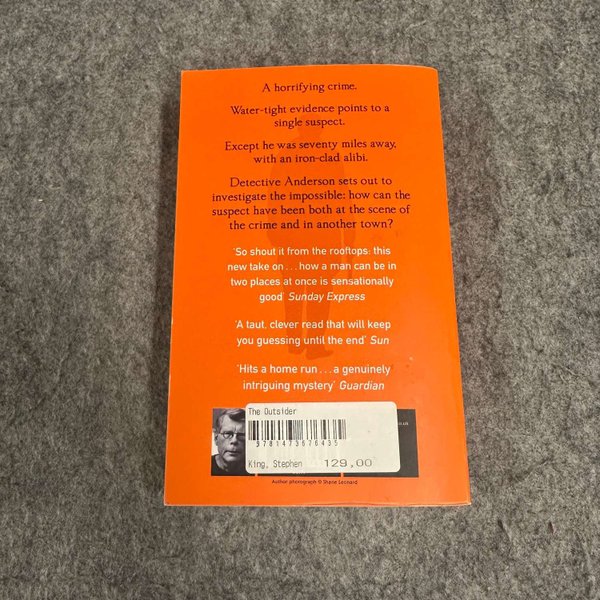 A horrifying crime.
Water-tight evidence points to a
single suspect.
Except he was seventy miles away,
with an iron-clad alibi.
Detective Anderson sets out to
investigate the impossible: how can the
suspect have been both at the scene of
the crime and in another town?
'So shout it from the rooftops: this
new take on . . . how a man can be in
two places at once is sensationally
good' Sunday Express
'A taut, clever read that will keep
you guessing until the end' Sun
'Hits a home run . . . a genuinely
intriguing mystery' Guardian
The Outsider
9781473676435
King, Stephen 129,00
Author photograph © Shane Leonard